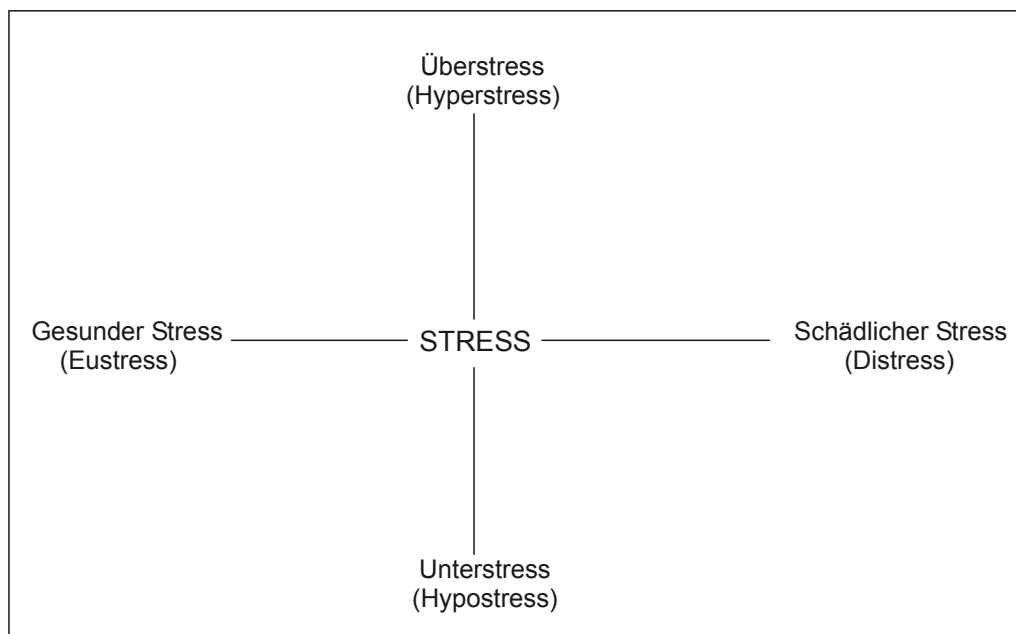 Überstress
(Hyperstress)
Gesunder Stress
(Eustress)
STRESS
Schädlicher Stress
(Distress)
Unterstress
(Hypostress)